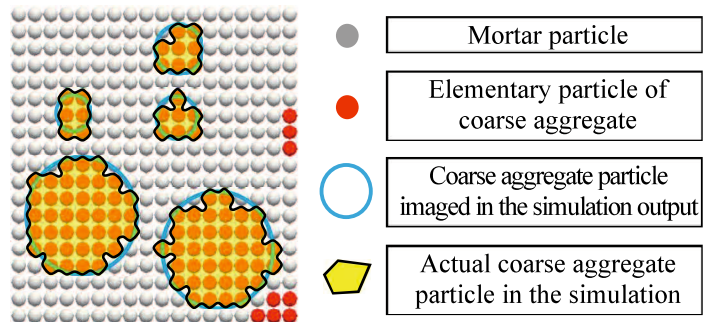 Mortar particle
Elementary particle of
coarse aggregate
Coarse aggregate particle
imaged in the simulation output
Actual coarse aggregate
particle in the simulation